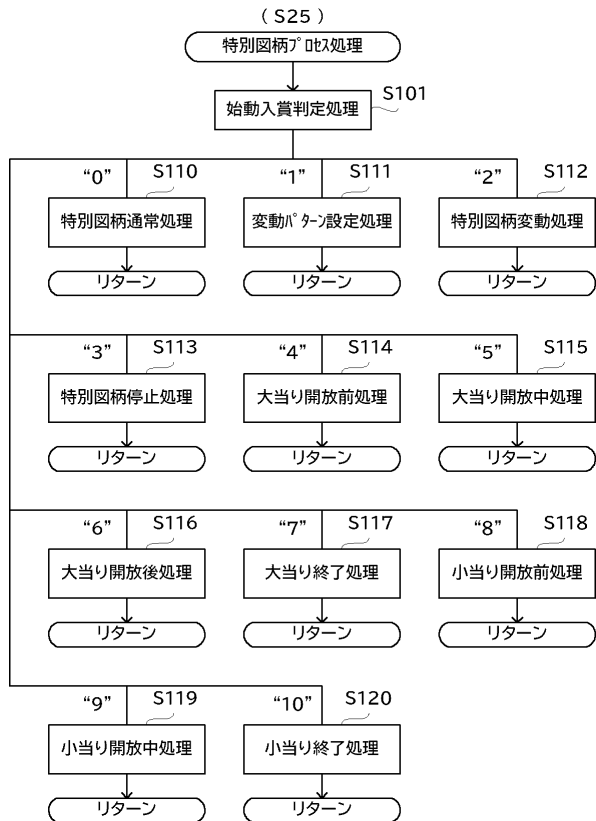 (S25)
特別図柄ﾌﾟﾛｾｽ処理
S101
始動入賞判定処理
“0” S110 “1” S111 “2” S112
特別図柄通常処理 変動ﾊﾟﾀｰﾝ設定処理 特別図柄変動処理
リターン リターン リターン
“3” S113 “4” S114 “5” S115
特別図柄停止処理 大当り開放前処理 大当り開放中処理
リターン リターン リターン
“6” S116 “7” S117 “8” S118
大当り開放後処理 大当り終了処理 小当り開放前処理
リターン リターン リターン
“9” S119 “10” S120
小当り開放中処理 小当り終了処理
リターン リターン